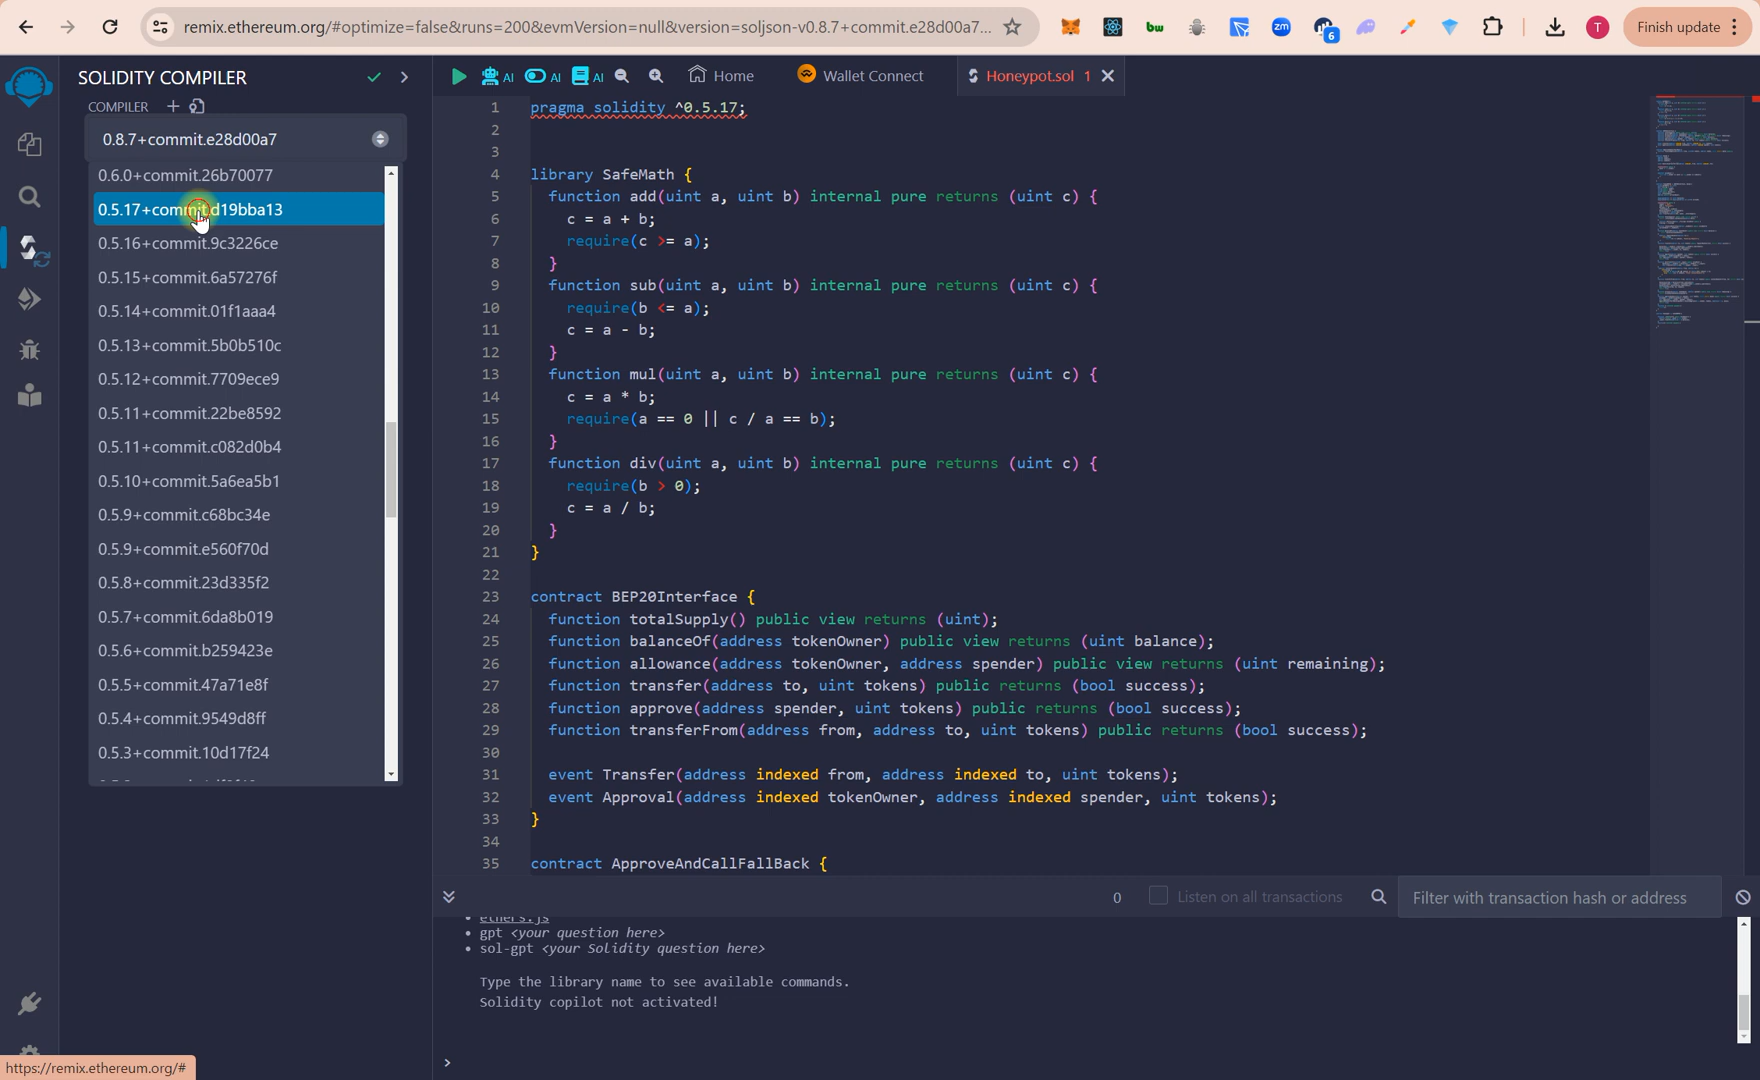 remix.ethereum.org/#optimize=false&runs=200&evmVersion=null&version=soljson-v0.8.7+commit.e28d00a7...
bw
zm
6
T
Finish update
SOLIDITY COMPILER
COMPILER
0.8.7+commit.e28d00a7
0.6.0+commit.26b70077
0.5.17+commit.d19bba13
0.5.16+commit.9c3226ce
0.5.15+commit.6a57276f
0.5.14+commit.01f1aaa4
0.5.13+commit.5b0b510c
0.5.12+commit.7709ece9
0.5.11+commit.22be8592
0.5.11+commit.c082d0b4
0.5.10+commit.5a6ea5b1
0.5.9+commit.c68bc34e
0.5.9+commit.e560f70d
0.5.8+commit.23d335f2
0.5.7+commit.6da8b019
0.5.6+commit.b259423e
0.5.5+commit.47a71e8f
0.5.4+commit.9549d8ff
0.5.3+commit.10d17f24
AI AI AI Home Wallet Connect Honeypot.sol 1
1 pragma solidity ^0.5.17;
2
3
4 library SafeMath {
5 function add(uint a, uint b) internal pure returns (uint c) {
6 c = a + b;
7 require(c >= a);
8 }
9 function sub(uint a, uint b) internal pure returns (uint c) {
10 require(b <= a);
11 c = a - b;
12 }
13 function mul(uint a, uint b) internal pure returns (uint c) {
14 c = a * b;
15 require(a == 0 || c / a == b);
16 }
17 function div(uint a, uint b) internal pure returns (uint c) {
18 require(b > 0);
19 c = a / b;
20 }
21 }
22
23 contract BEP20Interface {
24 function totalSupply() public view returns (uint);
25 function balanceOf(address tokenOwner) public view returns (uint balance);
26 function allowance(address tokenOwner, address spender) public view returns (uint remaining);
27 function transfer(address to, uint tokens) public returns (bool success);
28 function approve(address spender, uint tokens) public returns (bool success);
29 function transferFrom(address from, address to, uint tokens) public returns (bool success);
30
31 event Transfer(address indexed from, address indexed to, uint tokens);
32 event Approval(address indexed tokenOwner, address indexed spender, uint tokens);
33 }
34
35 contract ApproveAndCallFallBack {
0 Listen on all transactions Filter with transaction hash or address
• ethers.js
• gpt <your question here>
• sol-gpt <your Solidity question here>
Type the library name to see available commands.
Solidity copilot not activated!
>
https://remix.ethereum.org/#